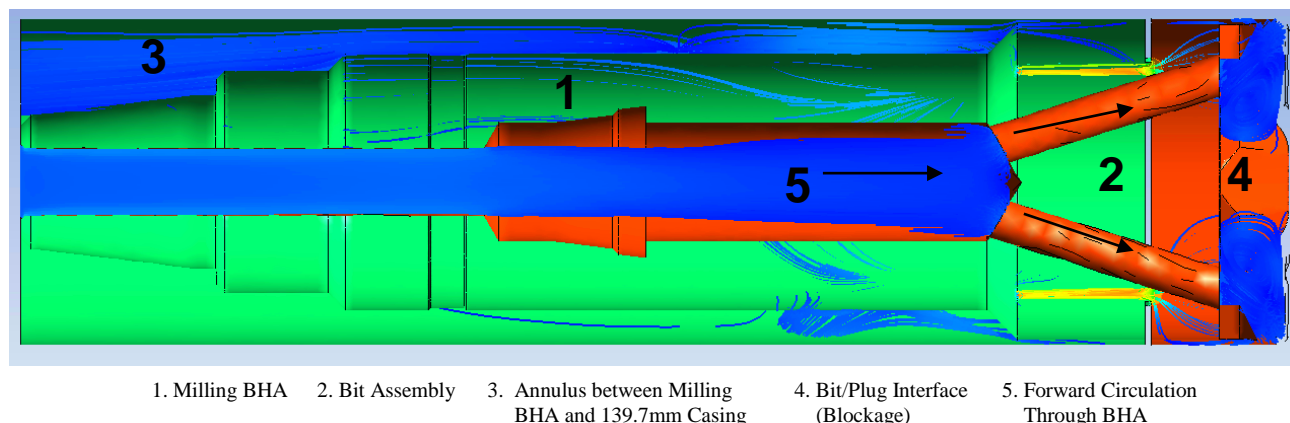 3
1
5
2
4
1. Milling BHA 2. Bit Assembly 3. Annulus between Milling 4. Bit/Plug Interface 5. Forward Circulation
BHA and 139.7mm Casing (Blockage) Through BHA